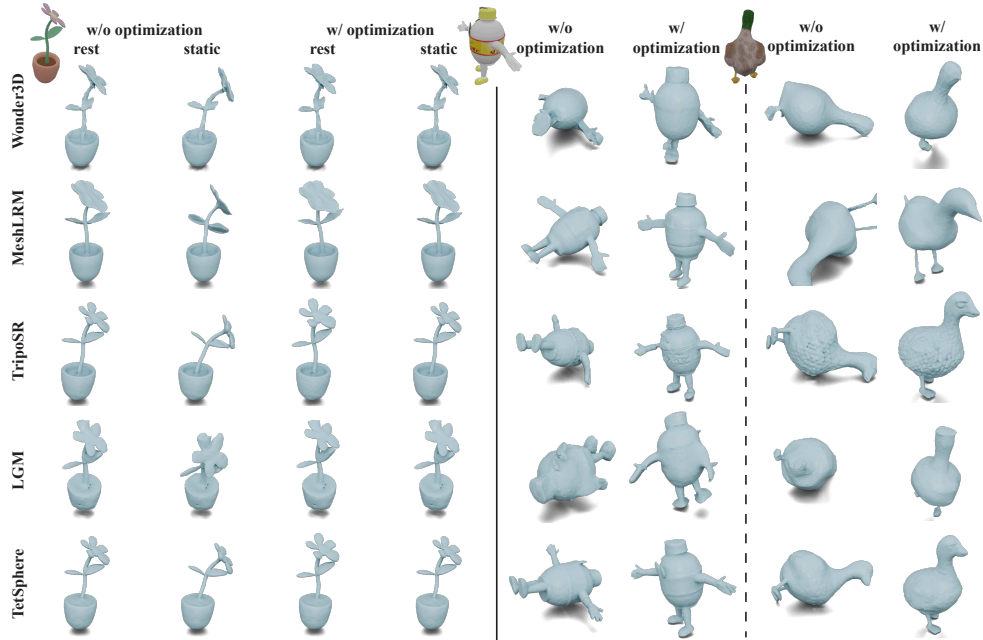 w/o optimization
rest static
w/ optimization
rest static
w/o
optimization
w/
optimization
w/o
optimization
w/
optimization
Wonder3D
MeshLRM
TripoSR
LGM
TetSphere